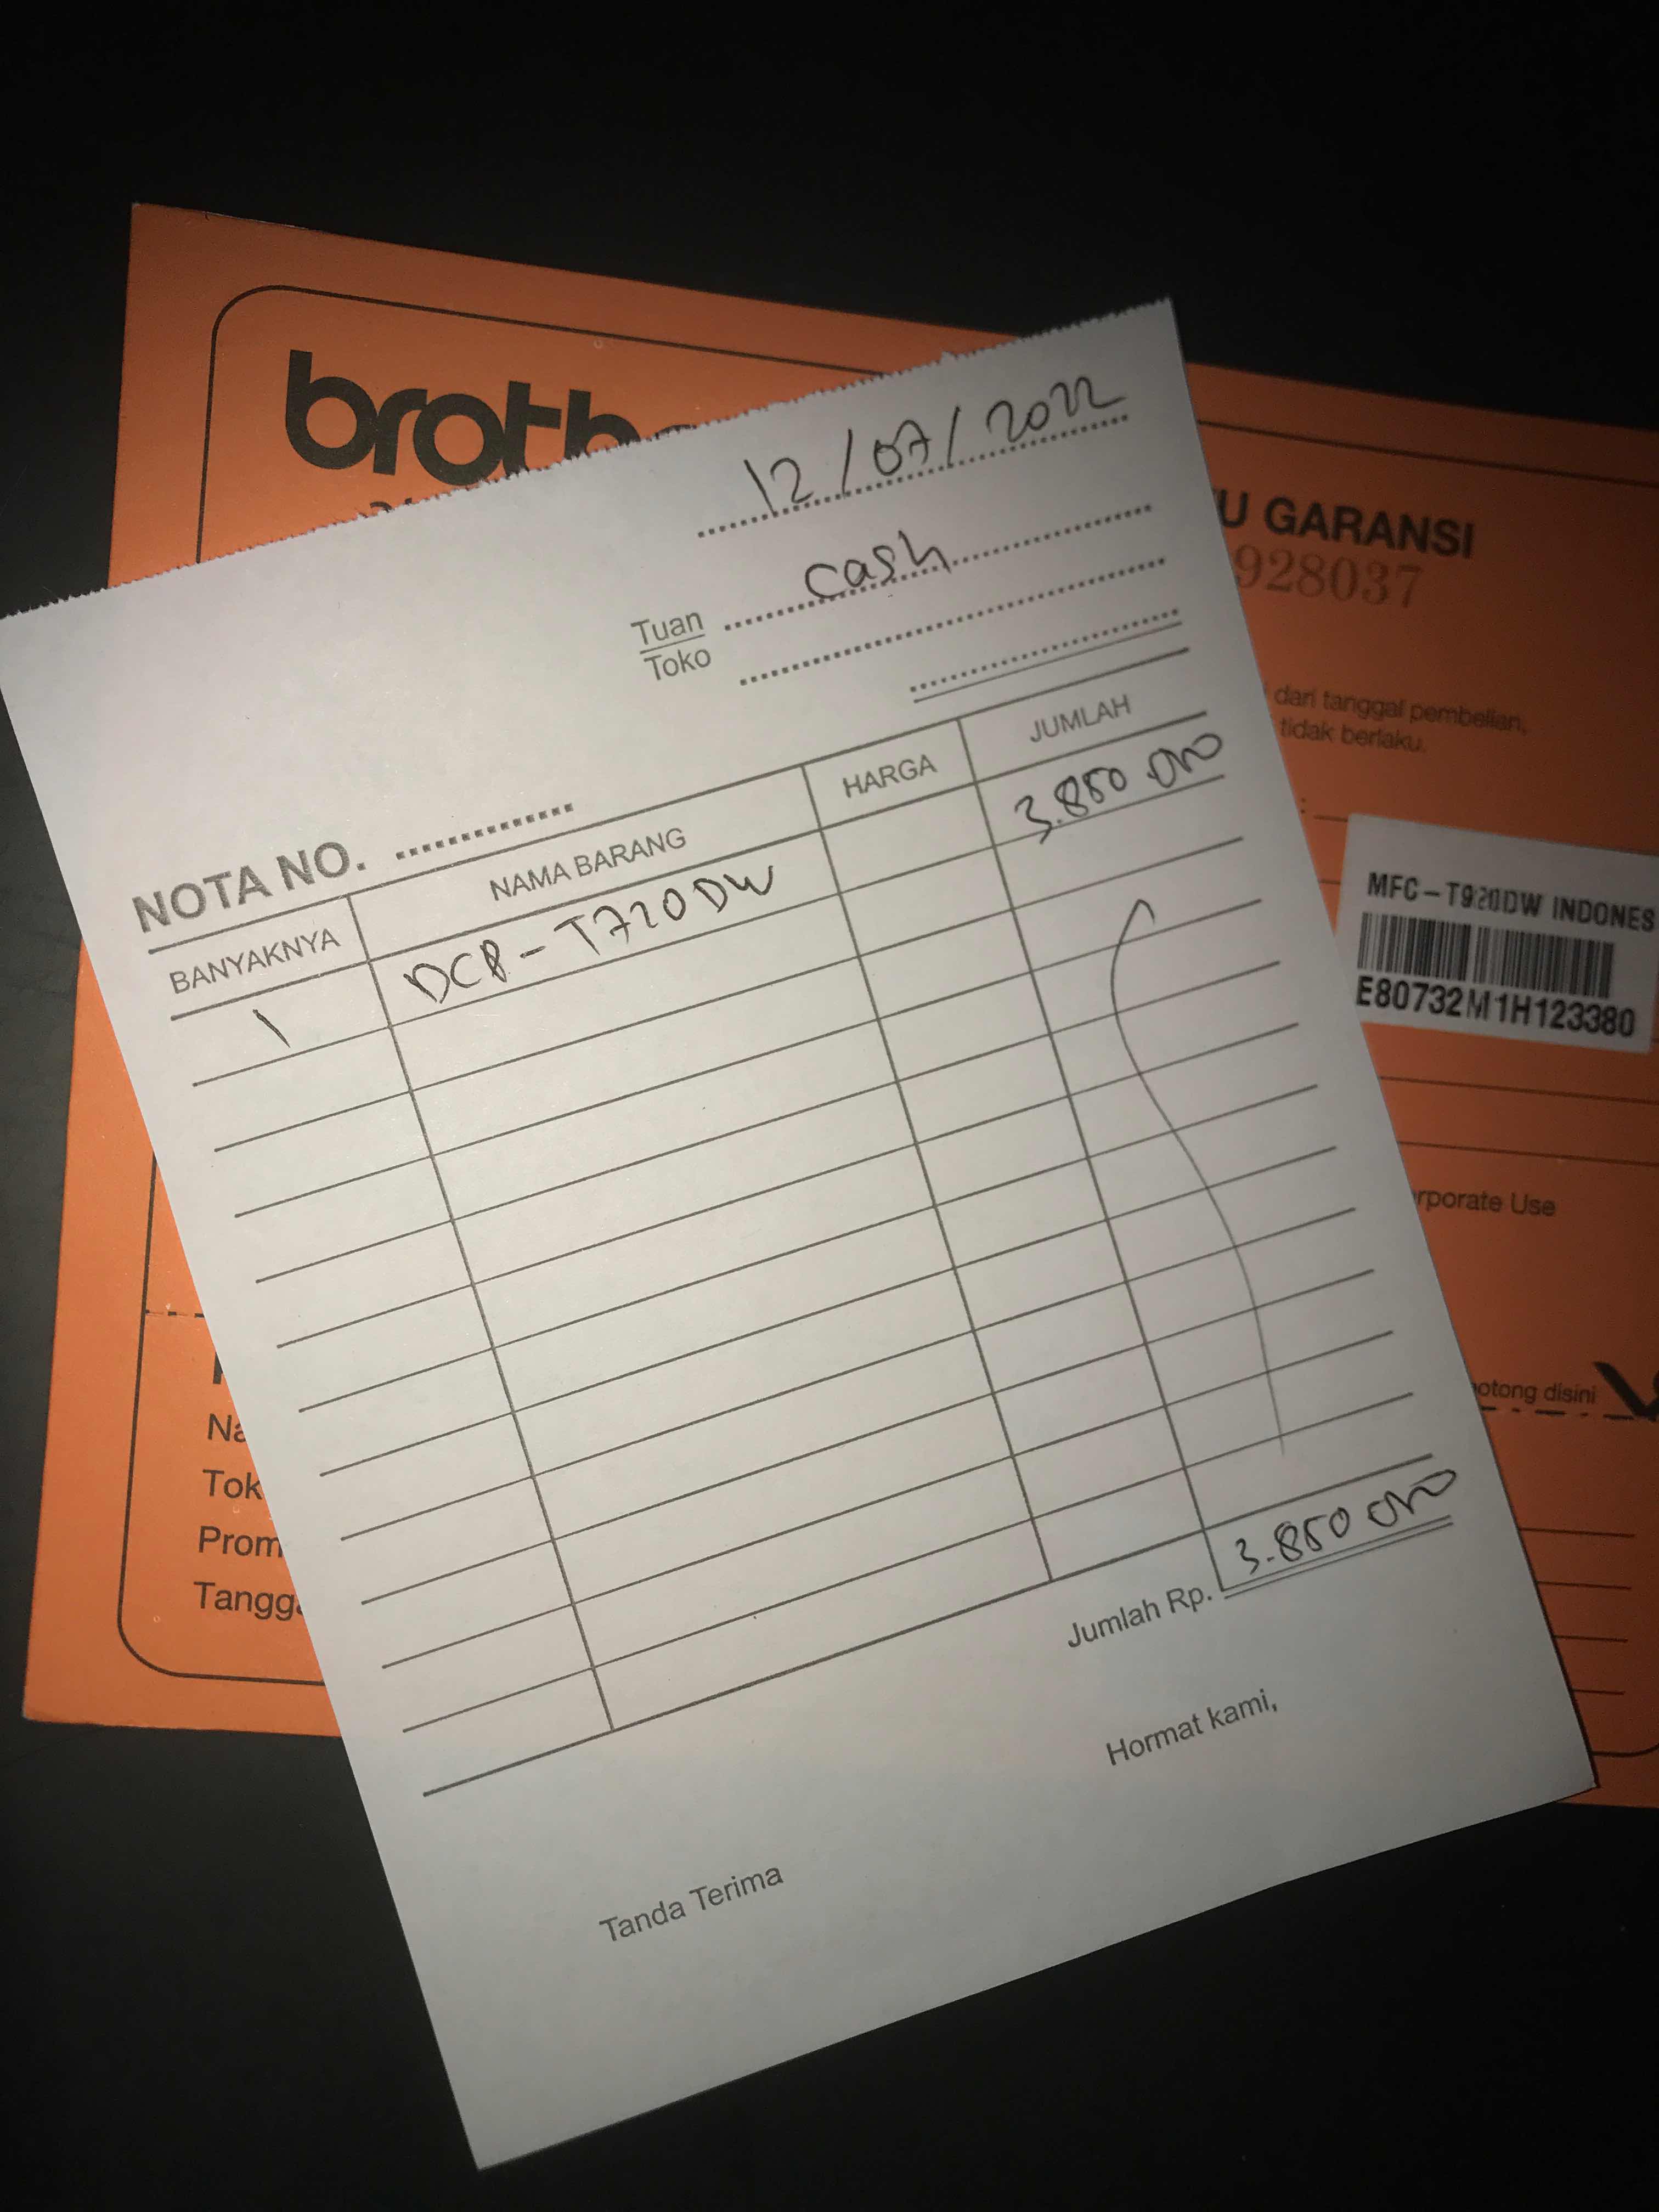 broth
U GARANSI
928037
dari tanggal pembelian,
tidak berlaku.
:
MFC-T920DW INDONES
E80732M1H123380
rporate Use
otong disini
Na
Tok
Prom
Tangga
12/07/2022
Tuan cash
Toko
NOTA NO.
BANYAKNYA NAMA BARANG HARGA JUMLAH
1 DCP-T720DW 3.850 000
Jumlah Rp. 3.850 000
Tanda Terima Hormat kami,